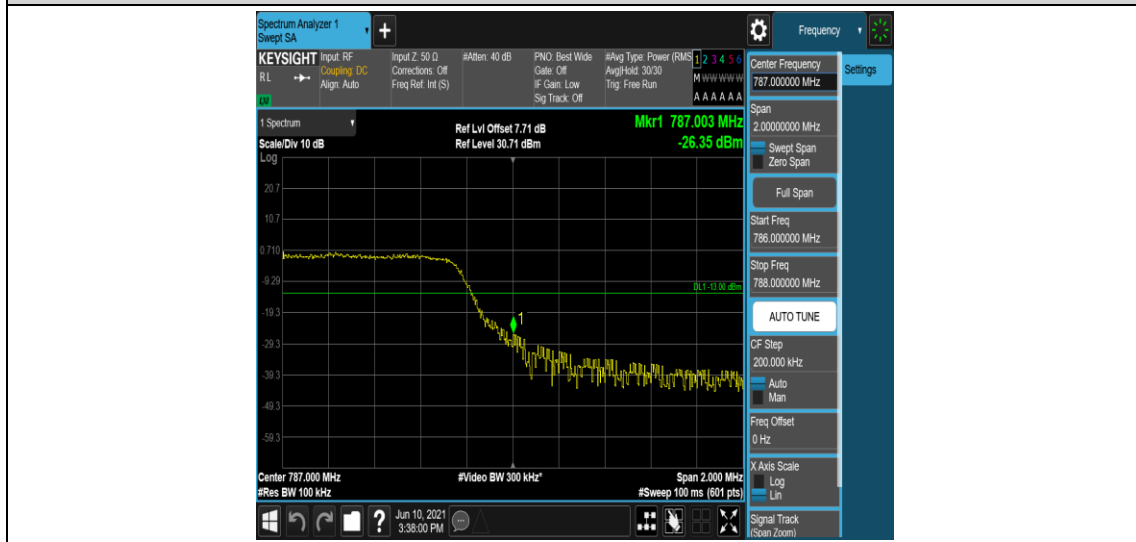 Spectrum Analyzer 1
Swept SA
+
Frequency
KEYSIGHT
RL
LXI
Input: RF
Coupling: DC
Align: Auto
Input Z: 50 Ω
Corrections: Off
Freq Ref: Int (S)
#Atten: 40 dB
PNO: Best Wide
Gate: Off
IF Gain: Low
Sig Track: Off
#Avg Type: Power (RMS
Avg|Hold: 30/30
Trig: Free Run
1 2 3 4 5 6
M W W W W W
A A A A A A
1 Spectrum
Scale/Div 10 dB
Log
Ref Lvl Offset 7.71 dB
Ref Level 30.71 dBm
Mkr1 787.003 MHz
-26.35 dBm
20.7
10.7
0.710
-9.29
-19.3
-29.3
-39.3
-49.3
-59.3
DL1 -13.00 dBm
1
Center 787.000 MHz
#Res BW 100 kHz
#Video BW 300 kHz*
Span 2.000 MHz
#Sweep 100 ms (601 pts)
?
Jun 10, 2021
3:38:00 PM
Center Frequency
787.000000 MHz
Settings
Span
2.00000000 MHz
Swept Span
Zero Span
Full Span
Start Freq
786.000000 MHz
Stop Freq
788.000000 MHz
AUTO TUNE
CF Step
200.000 kHz
Auto
Man
Freq Offset
0 Hz
X Axis Scale
Log
Lin
Signal Track
(Span Zoom)